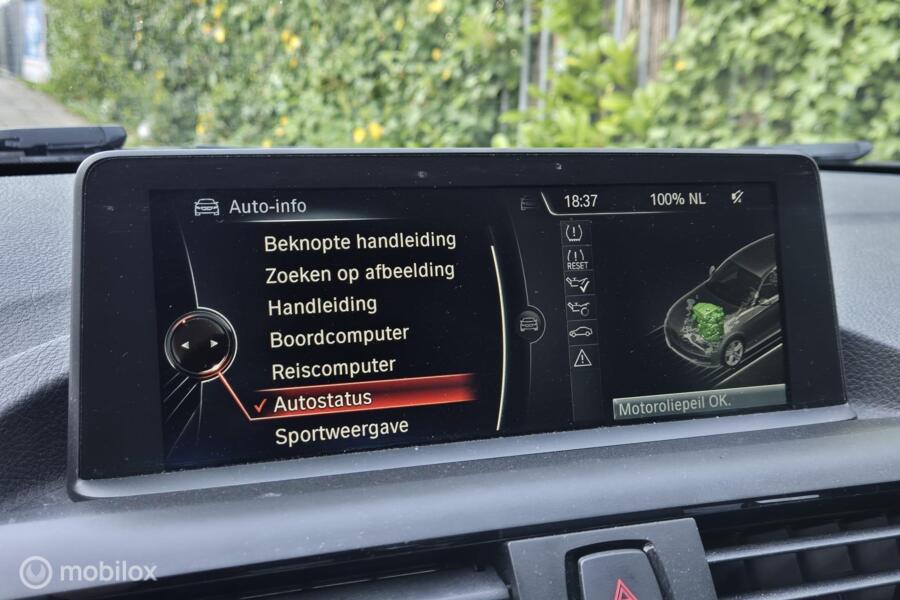 Auto-info
18:37
100% NL
Beknopte handleiding
Zoeken op afbeelding
Handleiding
Boordcomputer
Reiscomputer
Autostatus
Sportweergave
RESET
Motoroliepeil OK.
mobilox